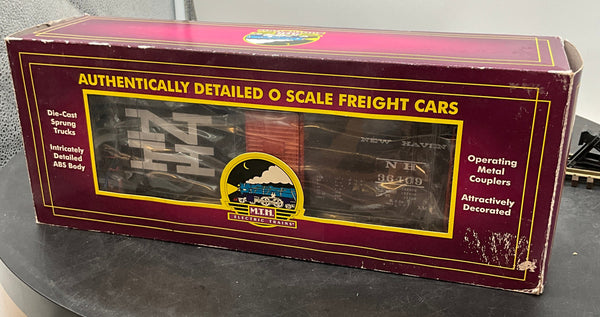 AUTHENTICALLY DETAILED O SCALE FREIGHT CARS
Die-Cast
Sprung
Trucks
Intricately
Detailed
ABS Body
NH
NEW HAVEN
NH
36409
M.T.H.
ELECTRIC TRAINS
Operating
Metal
Couplers
Attractively
Decorated